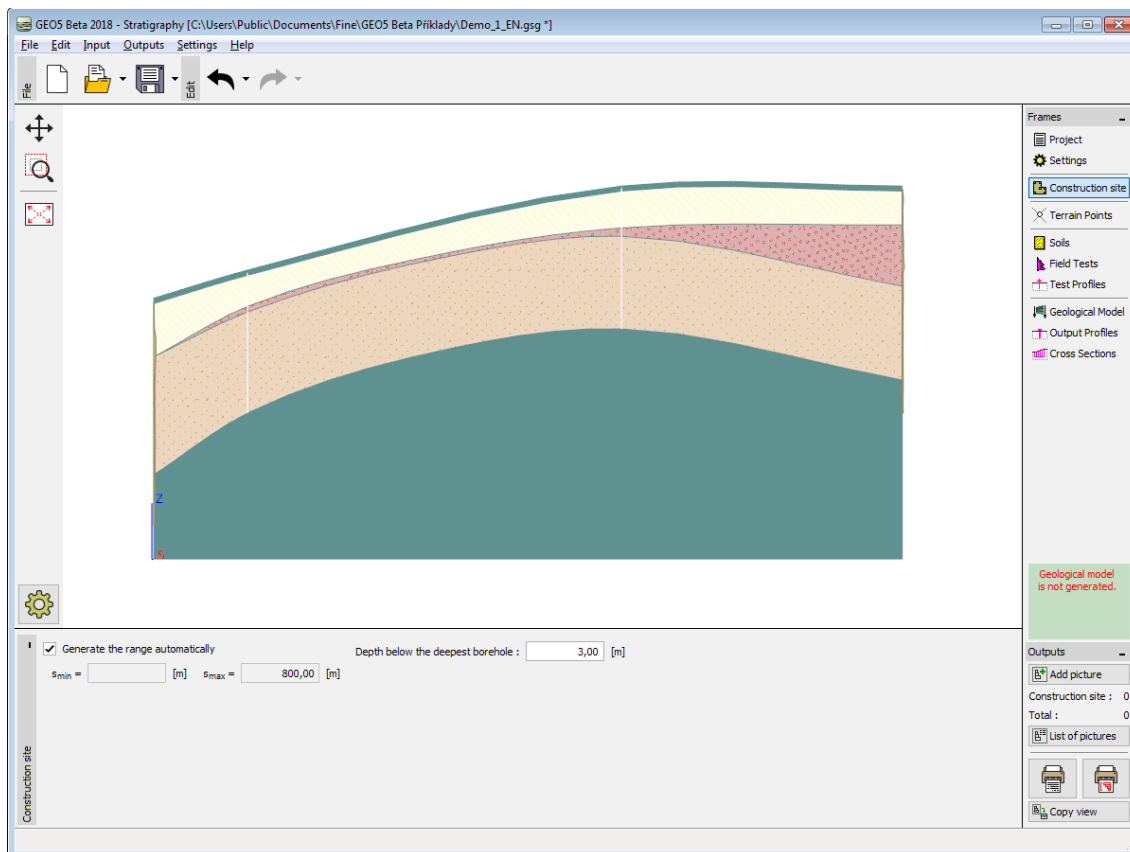 GEO5 Beta 2018 - Stratigraphy [C:\Users\Public\Documents\Fine\GEO5 Beta Příklady\Demo_1_EN.gsg *]
File Edit Input Outputs Settings Help
File
Edit
Z
S
Frames
Project
Settings
Construction site
Terrain Points
Soils
Field Tests
Test Profiles
Geological Model
Output Profiles
Cross Sections
Geological model
is not generated.
Construction site
Generate the range automatically
Depth below the deepest borehole : 3,00 [m]
smin = [m] smax = 800,00 [m]
Outputs
Add picture
Construction site : 0
Total : 0
List of pictures
Copy view